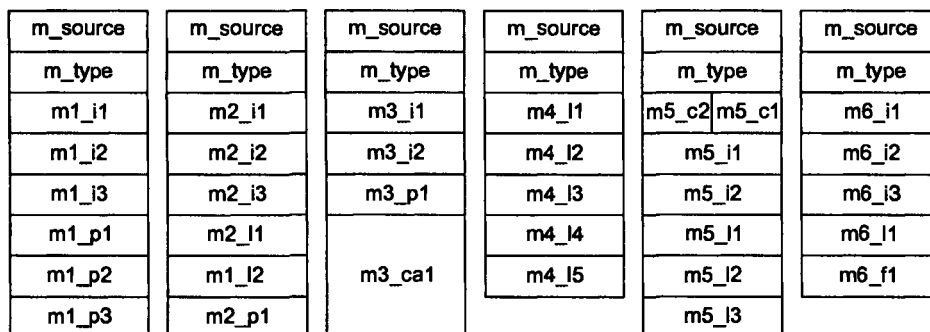 m_source m_source m_source m_source m_source m_source
m_type m_type m_type m_type m_type m_type
m1_i1 m2_i1 m3_i1 m4_l1 m5_c2 m5_c1 m6_i1
m1_i2 m2_i2 m3_i2 m4_l2 m5_i1 m6_i2
m1_i3 m2_i3 m3_p1 m4_l3 m5_i2 m6_i3
m1_p1 m2_l1 m4_l4 m5_l1 m6_l1
m1_p2 m1_l2 m3_ca1 m4_l5 m5_l2 m6_f1
m1_p3 m2_p1 m5_l3